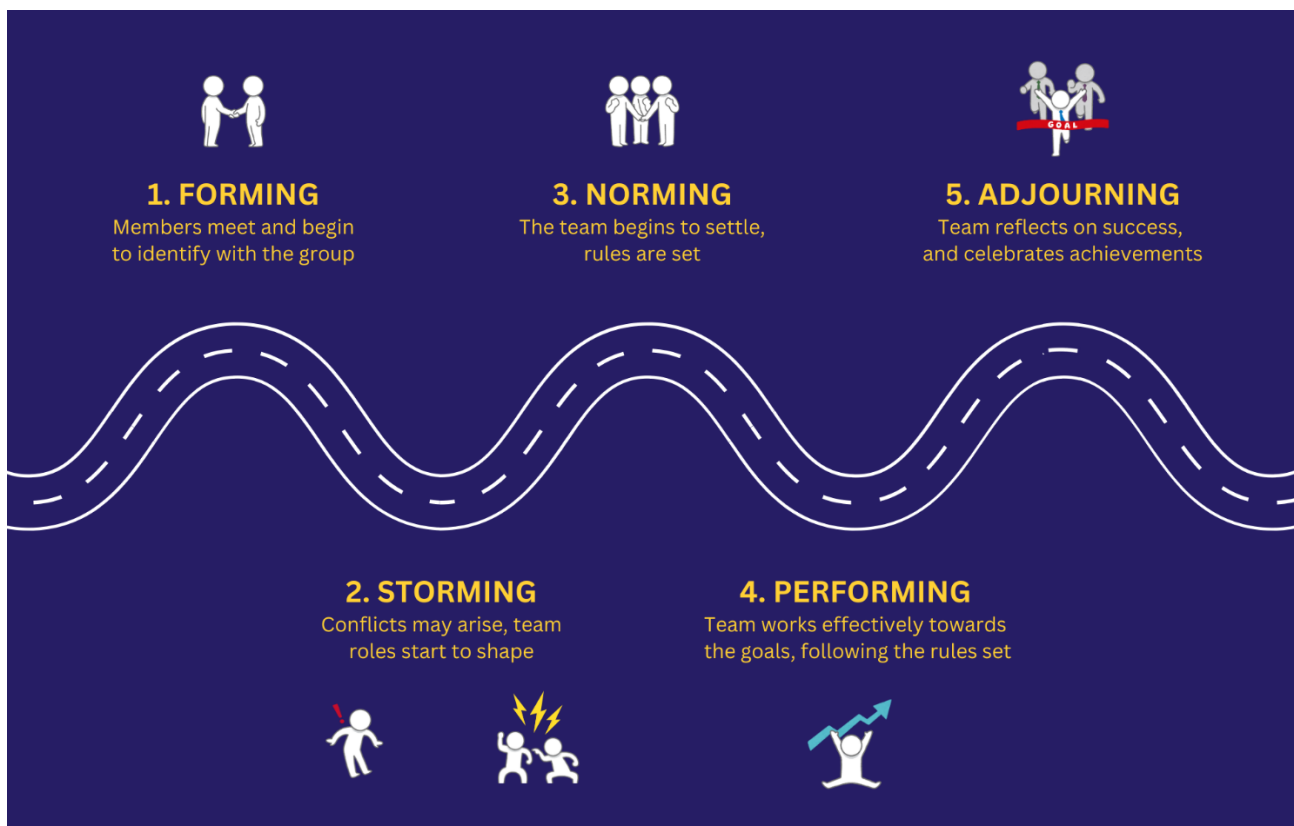 1. FORMING
Members meet and begin
to identify with the group
2. STORMING
Conflicts may arise, team
roles start to shape
3. NORMING
The team begins to settle,
rules are set
4. PERFORMING
Team works effectively towards
the goals, following the rules set
GOAL
5. ADJOURNING
Team reflects on success,
and celebrates achievements